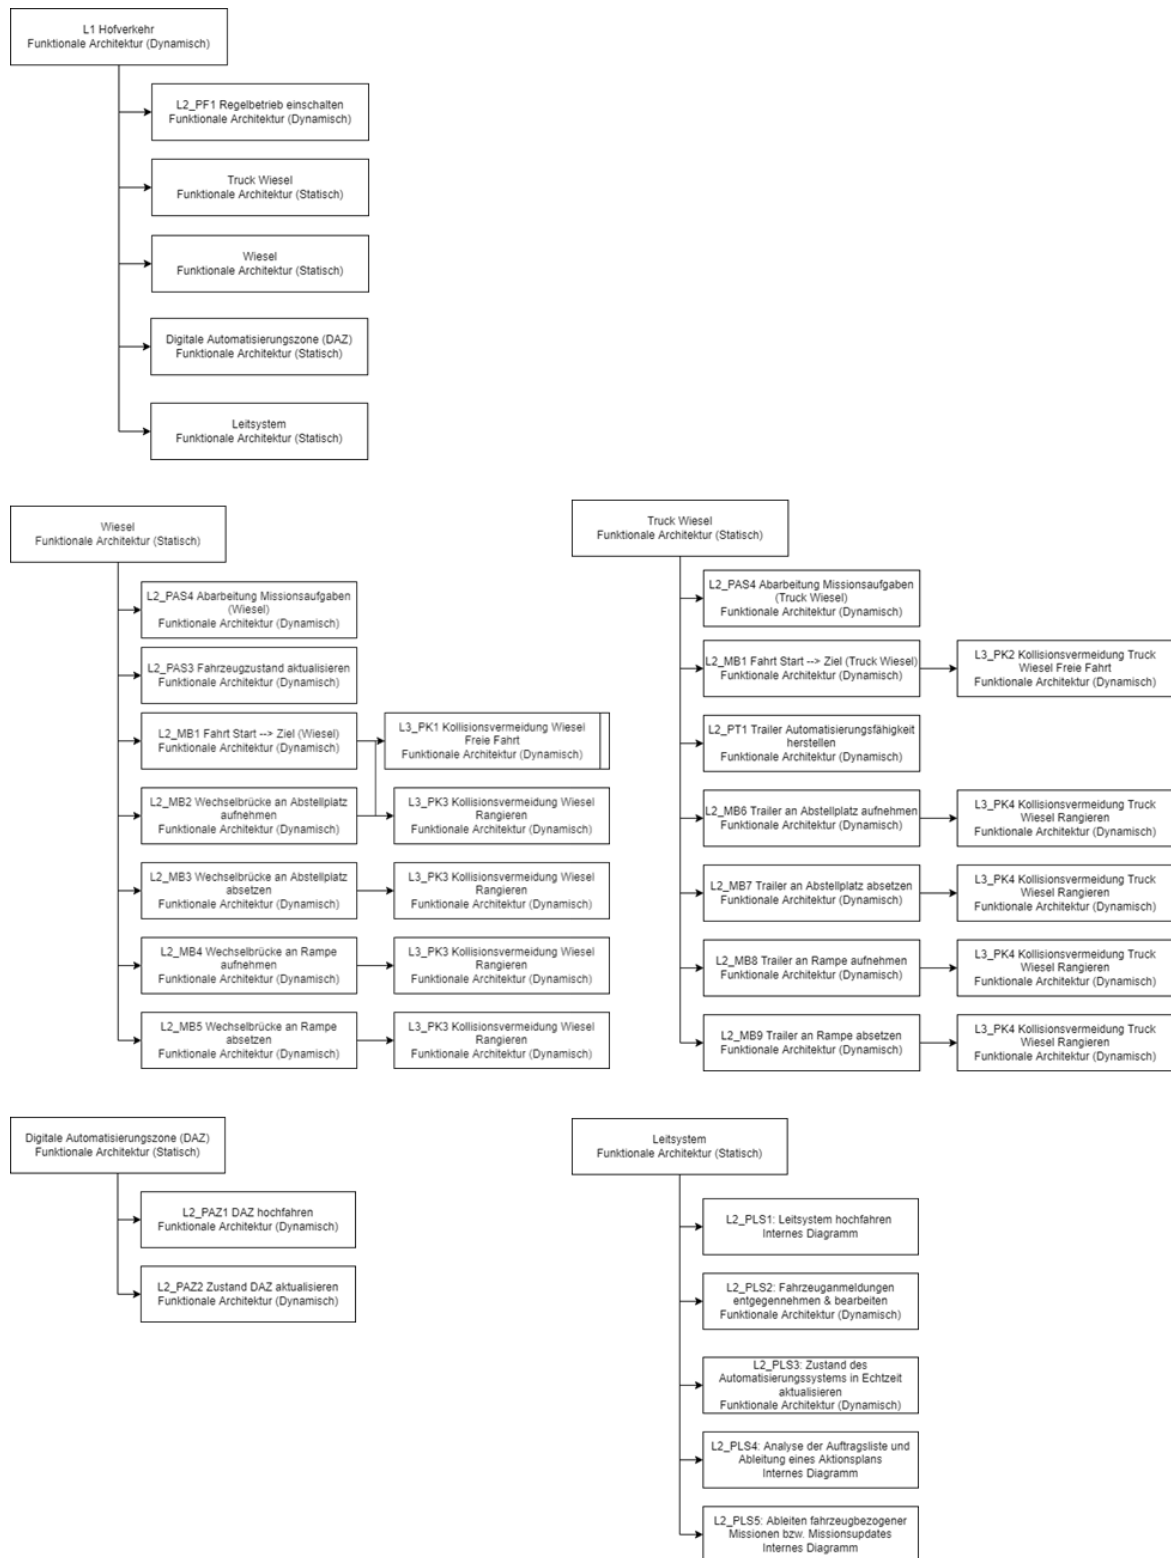 L1 Hofverkehr
Funktionale Architektur (Dynamisch)
L2_PF1 Regelbetrieb einschalten
Funktionale Architektur (Dynamisch)
Truck Wiesel
Funktionale Architektur (Statisch)
Wiesel
Funktionale Architektur (Statisch)
Digitale Automatisierungszone (DAZ)
Funktionale Architektur (Statisch)
Leitsystem
Funktionale Architektur (Statisch)
Wiesel
Funktionale Architektur (Statisch)
L2_PAS4 Abarbeitung Missionsaufgaben
(Wiesel)
Funktionale Architektur (Dynamisch)
L2_PAS3 Fahrzeugzustand aktualisieren
Funktionale Architektur (Dynamisch)
L2_MB1 Fahrt Start --> Ziel (Wiesel)
Funktionale Architektur (Dynamisch)
L3_PK1 Kollisionsvermeidung Wiesel
Freie Fahrt
Funktionale Architektur (Dynamisch)
L2_MB2 Wechselbrücke an Abstellplatz
aufnehmen
Funktionale Architektur (Dynamisch)
L3_PK3 Kollisionsvermeidung Wiesel
Rangieren
Funktionale Architektur (Dynamisch)
L2_MB3 Wechselbrücke an Abstellplatz
absetzen
Funktionale Architektur (Dynamisch)
L3_PK3 Kollisionsvermeidung Wiesel
Rangieren
Funktionale Architektur (Dynamisch)
L2_MB4 Wechselbrücke an Rampe
aufnehmen
Funktionale Architektur (Dynamisch)
L3_PK3 Kollisionsvermeidung Wiesel
Rangieren
Funktionale Architektur (Dynamisch)
L2_MB5 Wechselbrücke an Rampe
absetzen
Funktionale Architektur (Dynamisch)
L3_PK3 Kollisionsvermeidung Wiesel
Rangieren
Funktionale Architektur (Dynamisch)
Truck Wiesel
Funktionale Architektur (Statisch)
L2_PAS4 Abarbeitung Missionsaufgaben
(Truck Wiesel)
Funktionale Architektur (Dynamisch)
L2_MB1 Fahrt Start --> Ziel (Truck Wiesel)
Funktionale Architektur (Dynamisch)
L3_PK2 Kollisionsvermeidung Truck
Wiesel Freie Fahrt
Funktionale Architektur (Dynamisch)
L2_PT1 Trailer Automatisierungsfähigkeit
herstellen
Funktionale Architektur (Dynamisch)
L2_MB6 Trailer an Abstellplatz aufnehmen
Funktionale Architektur (Dynamisch)
L3_PK4 Kollisionsvermeidung Truck
Wiesel Rangieren
Funktionale Architektur (Dynamisch)
L2_MB7 Trailer an Abstellplatz absetzen
Funktionale Architektur (Dynamisch)
L3_PK4 Kollisionsvermeidung Truck
Wiesel Rangieren
Funktionale Architektur (Dynamisch)
L2_MB8 Trailer an Rampe aufnehmen
Funktionale Architektur (Dynamisch)
L3_PK4 Kollisionsvermeidung Truck
Wiesel Rangieren
Funktionale Architektur (Dynamisch)
L2_MB9 Trailer an Rampe absetzen
Funktionale Architektur (Dynamisch)
L3_PK4 Kollisionsvermeidung Truck
Wiesel Rangieren
Funktionale Architektur (Dynamisch)
Digitale Automatisierungszone (DAZ)
Funktionale Architektur (Statisch)
L2_PAZ1 DAZ hochfahren
Funktionale Architektur (Dynamisch)
L2_PAZ2 Zustand DAZ aktualisieren
Funktionale Architektur (Dynamisch)
Leitsystem
Funktionale Architektur (Statisch)
L2_PLS1: Leitsystem hochfahren
Internes Diagramm
L2_PLS2: Fahrzeuganmeldungen
entgegennehmen & bearbeiten
Funktionale Architektur (Dynamisch)
L2_PLS3: Zustand des
Automatisierungssystems in Echtzeit
aktualisieren
Funktionale Architektur (Dynamisch)
L2_PLS4: Analyse der Auftragsliste und
Ableitung eines Aktionsplans
Internes Diagramm
L2_PLS5: Ableiten fahrzeugbezogener
Missionen bzw. Missionsupdates
Internes Diagramm